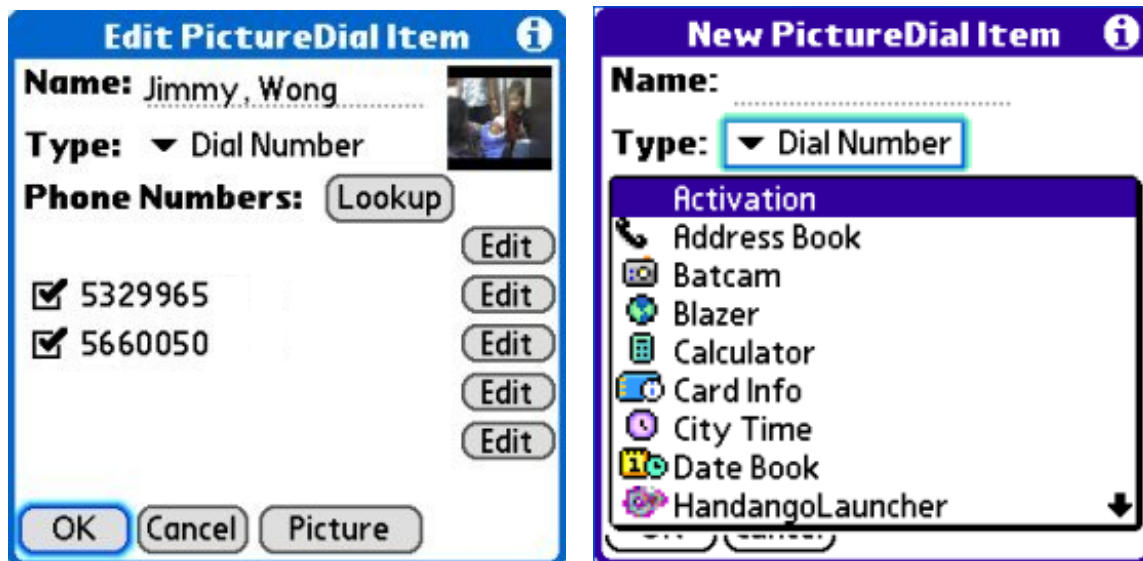 Edit PictureDial Item
Name: Jimmy, Wong
Type: Dial Number
Phone Numbers: Lookup
Edit
5329965 Edit
5660050 Edit
Edit
Edit
OK Cancel Picture
New PictureDial Item
Name:
Type: Dial Number
Activation
Address Book
Batcam
Blazer
Calculator
Card Info
City Time
Date Book
HandangoLauncher